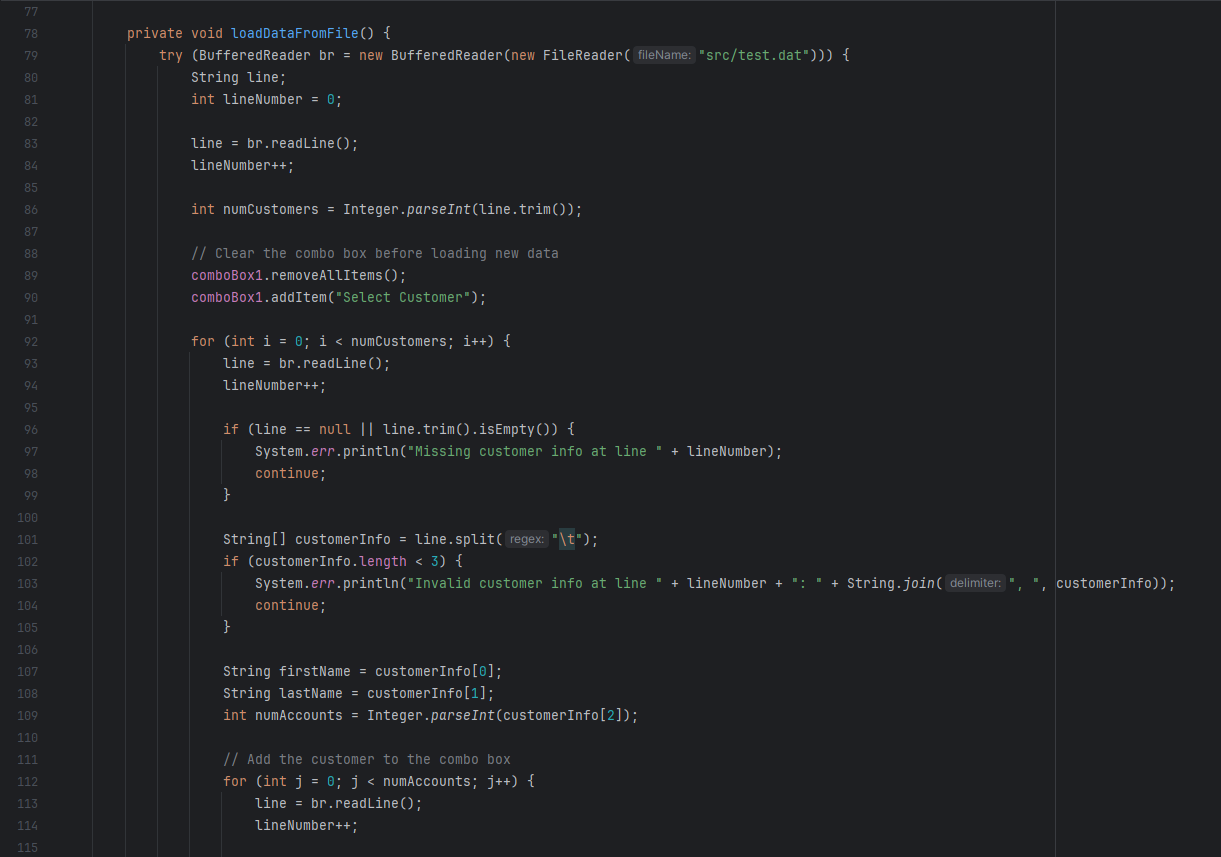 77
78 private void loadDataFromFile() {
79 try (BufferedReader br = new BufferedReader(new FileReader( fileName: "src/test.dat"))) {
80 String line;
81 int lineNumber = 0;
82
83 line = br.readLine();
84 lineNumber++;
85
86 int numCustomers = Integer.parseInt(line.trim());
87
88 // Clear the combo box before loading new data
89 comboBox1.removeAllItems();
90 comboBox1.addItem("Select Customer");
91
92 for (int i = 0; i < numCustomers; i++) {
93 line = br.readLine();
94 lineNumber++;
95
96 if (line == null || line.trim().isEmpty()) {
97 System.err.println("Missing customer info at line " + lineNumber);
98 continue;
99 }
100
101 String[] customerInfo = line.split( regex: "\t");
102 if (customerInfo.length < 3) {
103 System.err.println("Invalid customer info at line " + lineNumber + ": " + String.join( delimiter: ", ", customerInfo));
104 continue;
105 }
106
107 String firstName = customerInfo[0];
108 String lastName = customerInfo[1];
109 int numAccounts = Integer.parseInt(customerInfo[2]);
110
111 // Add the customer to the combo box
112 for (int j = 0; j < numAccounts; j++) {
113 line = br.readLine();
114 lineNumber++;
115